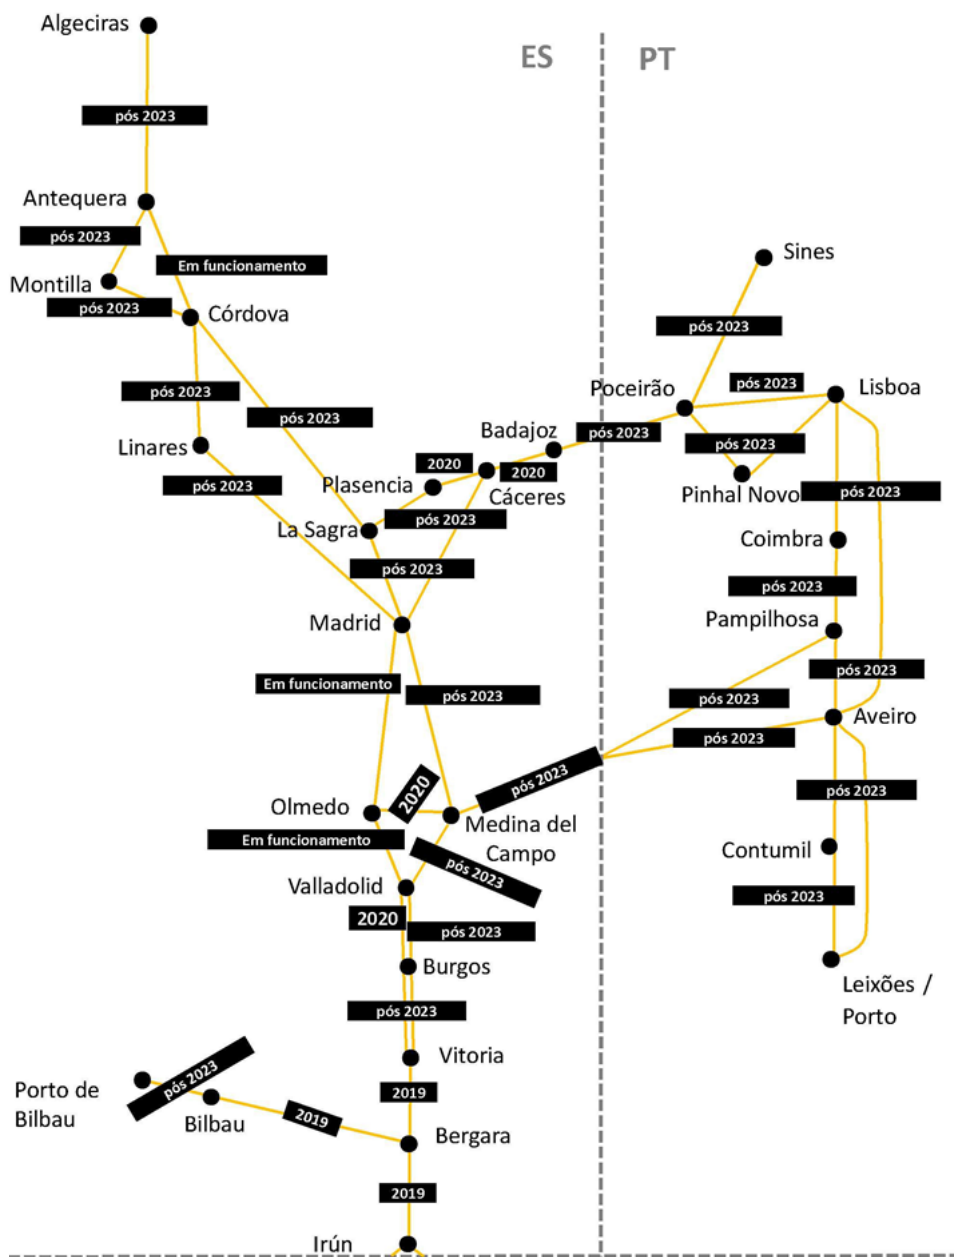 Algeciras
ES
PT
pós 2023
Antequera
pós 2023
Em funcionamento
Sines
Montilla
pós 2023
Córdova
pós 2023
pós 2023
pós 2023
Poceirão
pós 2023
Lisboa
pós 2023
Badajoz
pós 2023
pós 2023
Linares
2020
2020
pós 2023
Plasencia
Cáceres
Pinhal Novo
pós 2023
pós 2023
La Sagra
Coimbra
pós 2023
pós 2023
Madrid
Pampilhosa
pós 2023
Em funcionamento
pós 2023
pós 2023
Aveiro
pós 2023
pós 2023
2020
pós 2023
Olmedo
Medina del
Campo
Em funcionamento
pós 2023
Contumil
Valladolid
pós 2023
2020
pós 2023
Burgos
Leixões /
Porto
pós 2023
Vitoria
pós 2023
Porto de
Bilbau
2019
Bilbau
2019
Bergara
2019
Irún